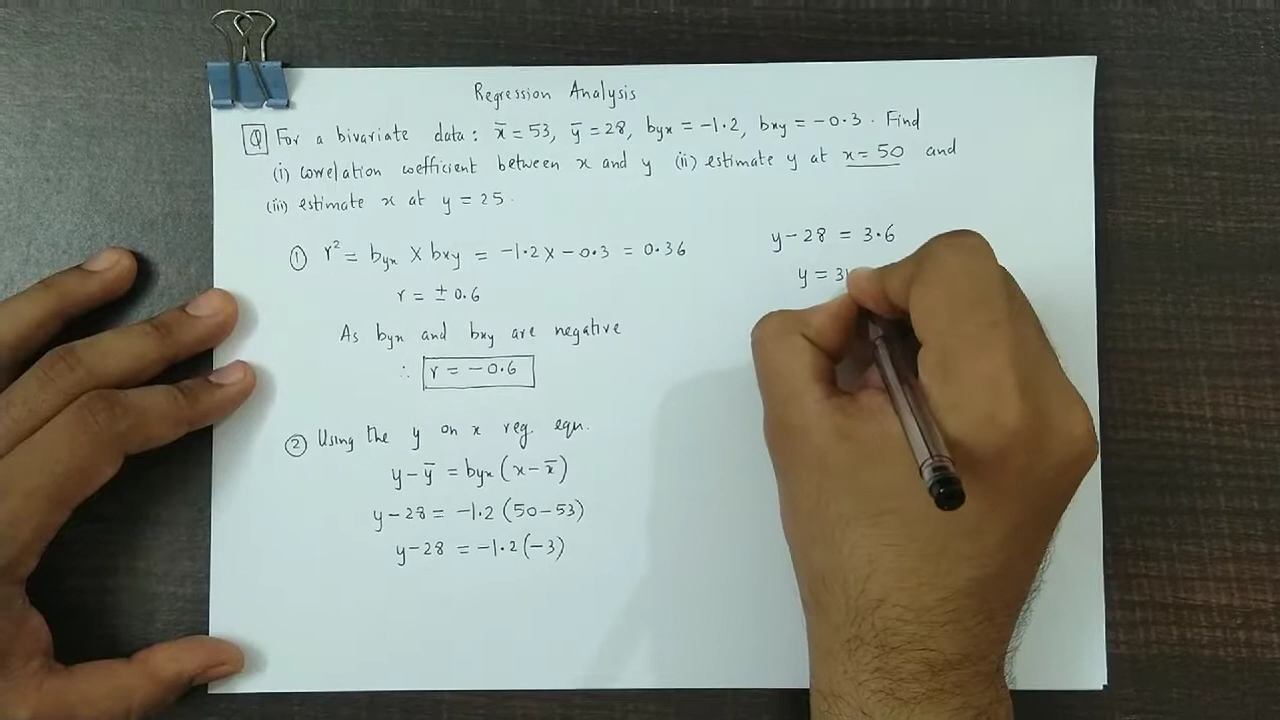 Regression Analysis
Q For a bivariate data: x̄ = 53, ȳ = 28, byx = -1.2, bxy = -0.3. Find
(i) correlation coefficient between x and y (ii) estimate y at x = 50 and
(iii) estimate x at y = 25.
① r² = byx × bxy = -1.2 × -0.3 = 0.36
r = ± 0.6
As byx and bxy are negative
∴ r = -0.6
② Using the y on x reg. equ.
y - ȳ = byx (x - x̄)
y - 28 = -1.2 (50 - 53)
y - 28 = -1.2 (-3)
y - 28 = 3.6
y = 31